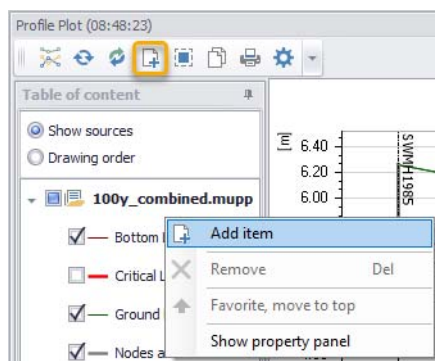 Profile Plot (08:48:23)
Table of content
Show sources
Drawing order
100y_combined.mupp
Bottom
Critical L
Ground
Nodes a
Add item
Remove Del
Favorite, move to top
Show property panel
[m]
6.40
6.20
6.00
SWMH1985